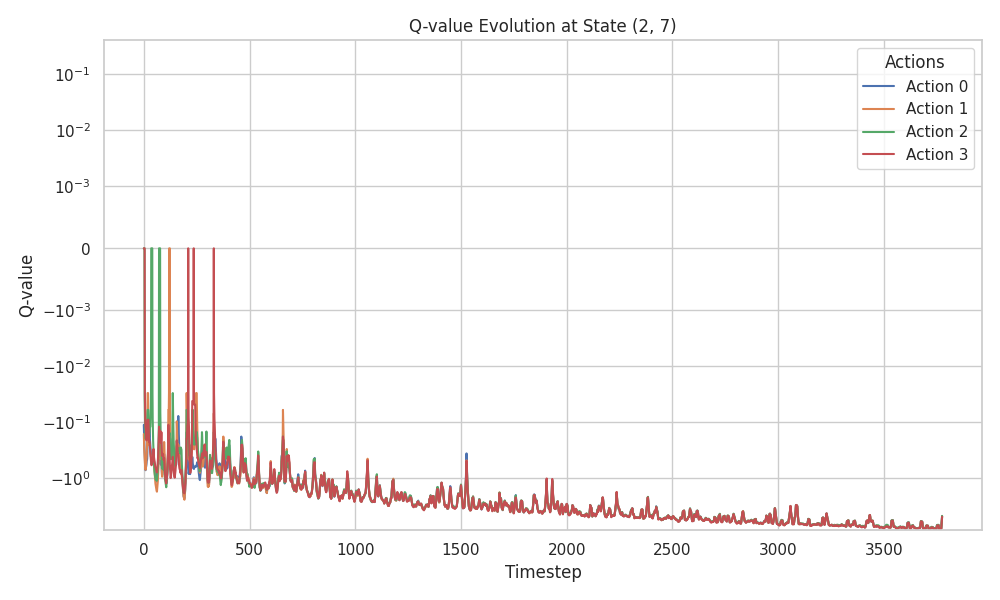 Q-value Evolution at State (2, 7)
Q-value
10⁻¹
10⁻²
10⁻³
0
−10⁻³
−10⁻²
−10⁻¹
−10⁰
Actions
Action 0
Action 1
Action 2
Action 3
0 500 1000 1500 2000 2500 3000 3500
Timestep